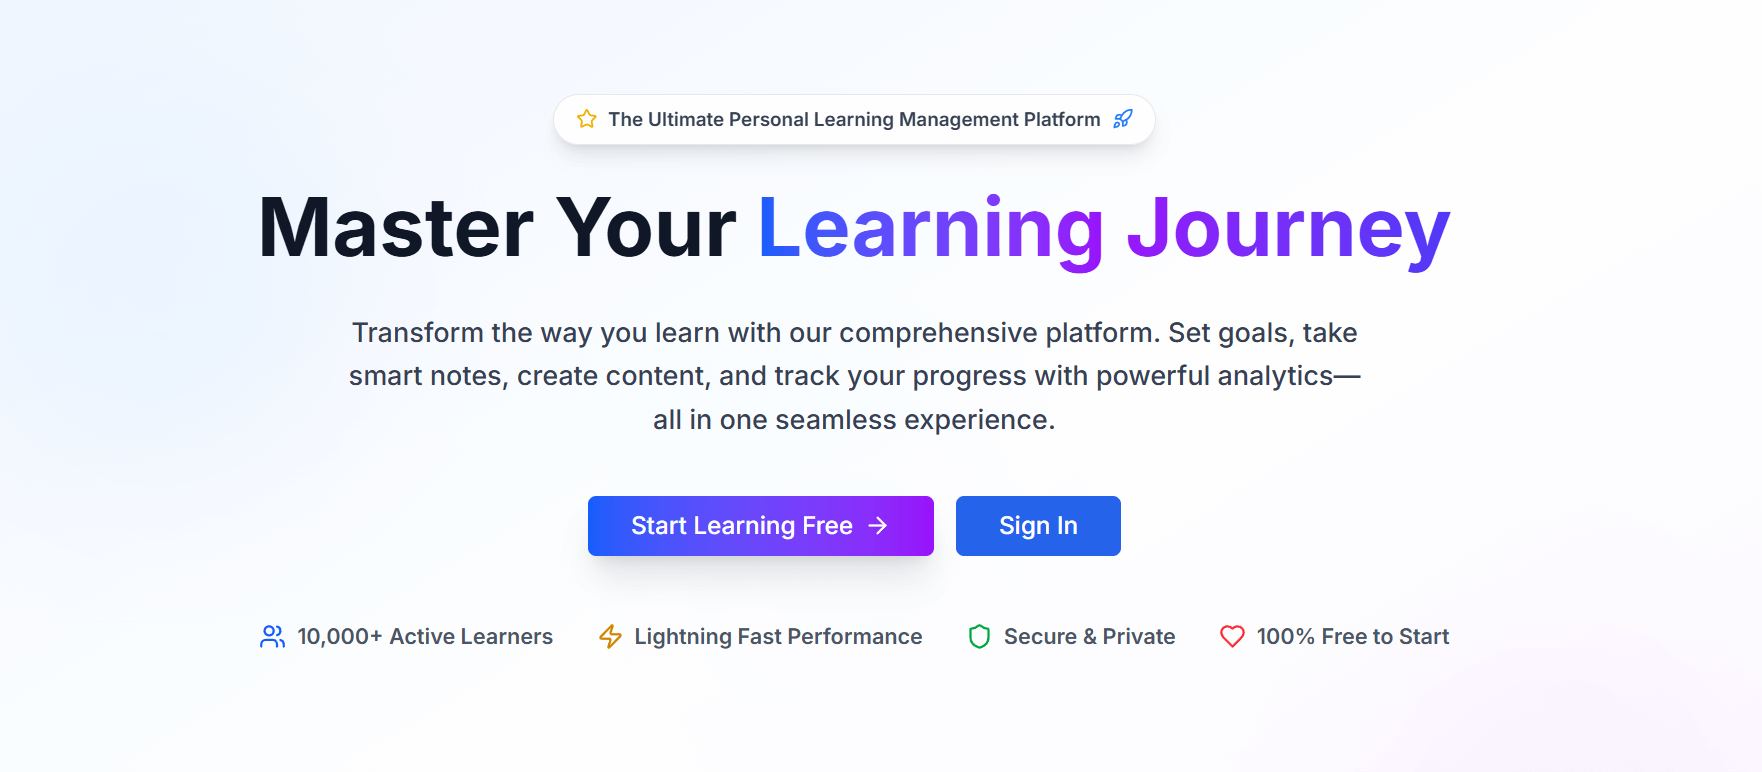 The Ultimate Personal Learning Management Platform
Master Your Learning Journey
Transform the way you learn with our comprehensive platform. Set goals, take
smart notes, create content, and track your progress with powerful analytics—
all in one seamless experience.
Start Learning Free
Sign In
10,000+ Active Learners
Lightning Fast Performance
Secure & Private
100% Free to Start